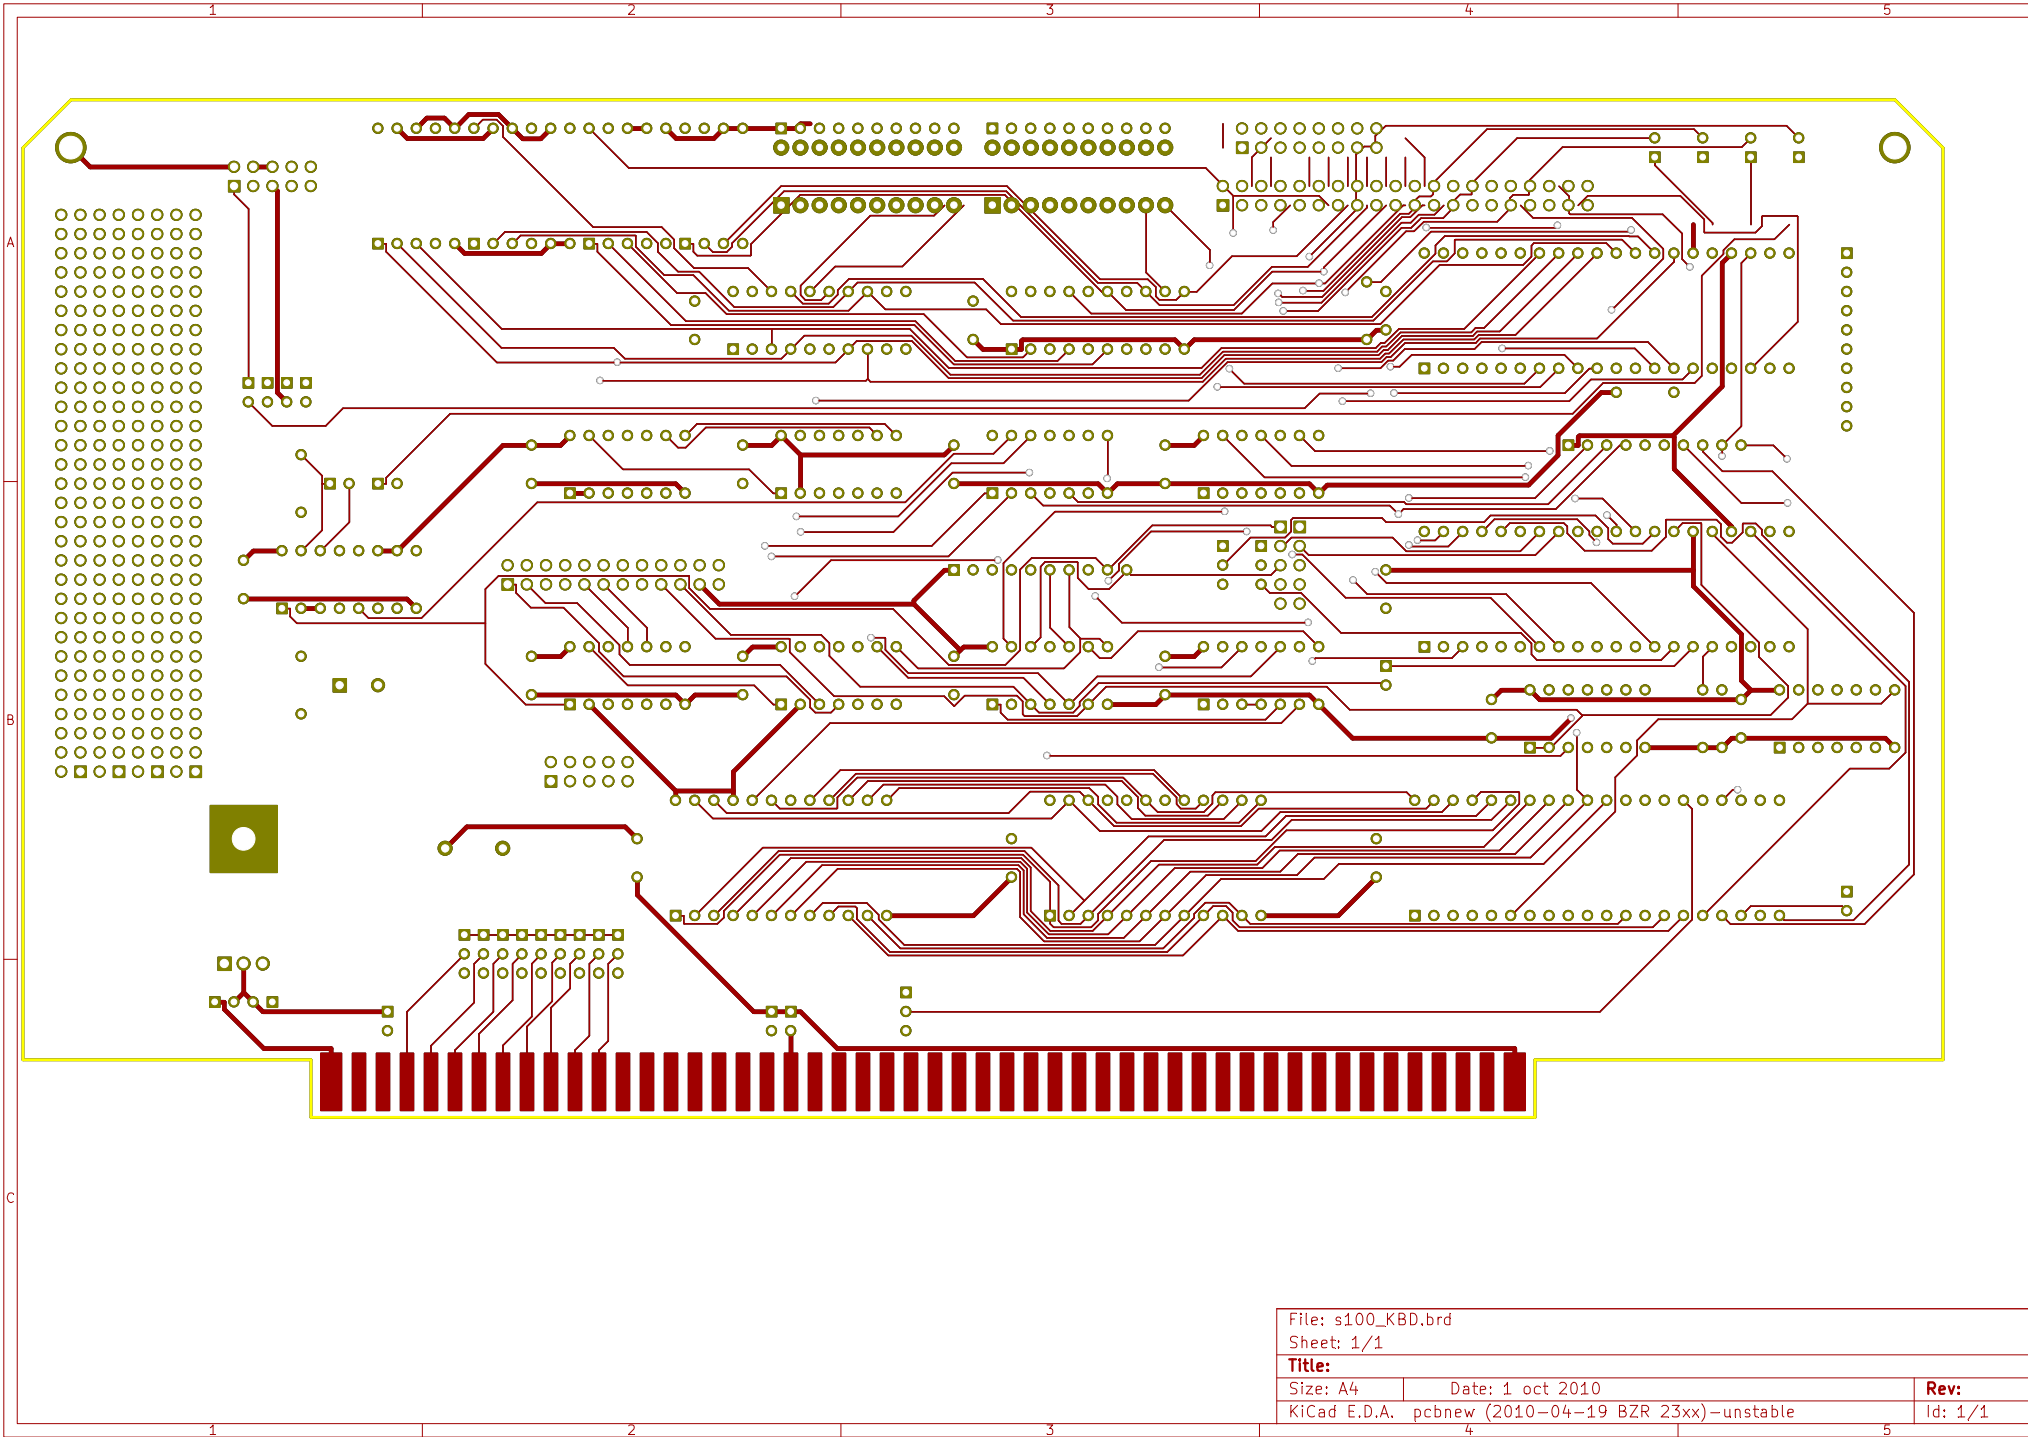 1 2 3 4 5
A
B
C
File: s100_KBD.brd
Sheet: 1/1
Title:
Size: A4 Date: 1 oct 2010 Rev:
KiCad E.D.A. pcbnew (2010-04-19 BZR 23xx)-unstable Id: 1/1
1 2 3 4 5